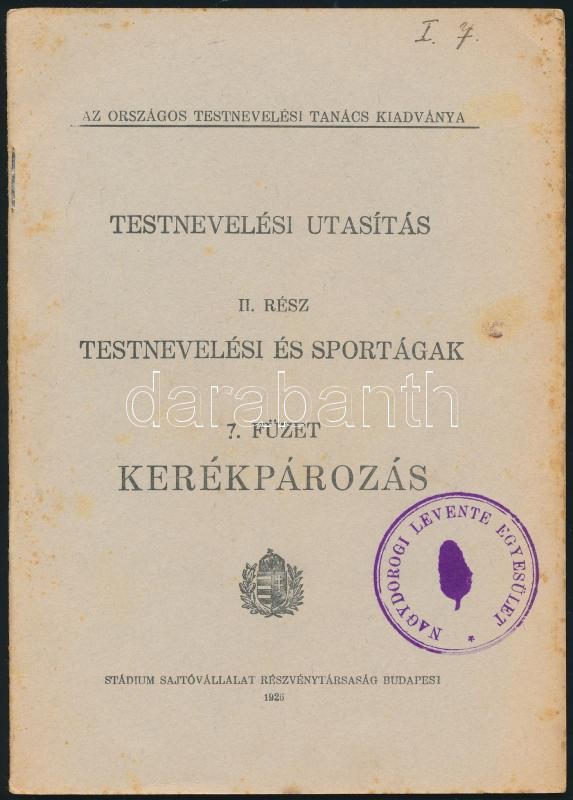 I. 7.
AZ ORSZÁGOS TESTNEVELÉSI TANÁCS KIADVÁNYA
TESTNEVELÉSI UTASÍTÁS
II. RÉSZ
TESTNEVELÉSI ÉS SPORTÁGAK
darabanth
7. FÜZET
KERÉKPÁROZÁS
NAGYDOROGI LEVENTE EGYESÜLET *
STÁDIUM SAJTÓVÁLLALAT RÉSZVÉNYTÁRSASÁG BUDAPEST
1926